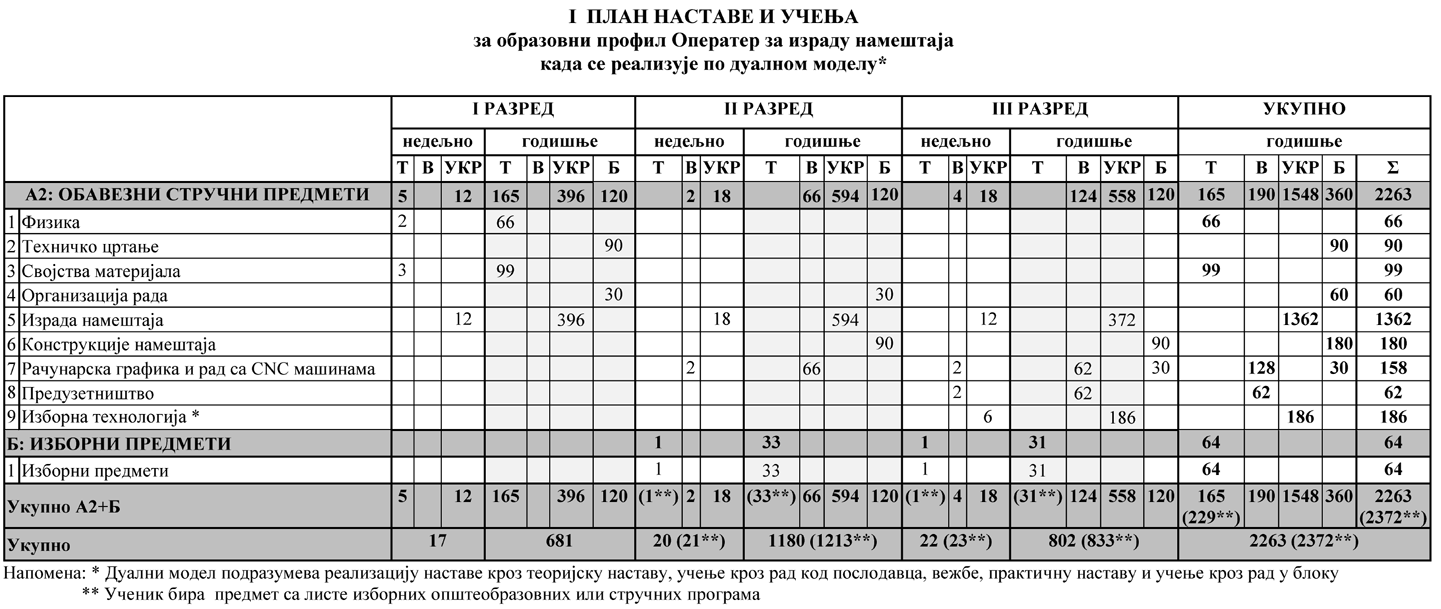 I ПЛАН НАСТАВЕ И УЧЕЊА
за образовни профил Оператер за израду намештаја
када се реализује по дуалном моделу*
I РАЗРЕД II РАЗРЕД III РАЗРЕД УКУПНО
недељно годишње недељно годишње недељно годишње годишње
Т В УКР Т В УКР Б Т В УКР Т В УКР Б Т В УКР Т В УКР Б Т В УКР Б Σ
А2: ОБАВЕЗНИ СТРУЧНИ ПРЕДМЕТИ 5 12 165 396 120 2 18 66 594 120 4 18 124 558 120 165 190 1548 360 2263
1 Физика 2 66 66 66
2 Техничко цртање 90 90 90
3 Својства материјала 3 99 99 99
4 Организација рада 30 30 60 60
5 Израда намештаја 12 396 18 594 12 372 1362 1362
6 Конструкције намештаја 90 90 180 180
7 Рачунарска графика и рад са CNC машинама 2 66 2 62 30 128 30 158
8 Предузетништво 2 62 62 62
9 Изборна технологија * 6 186 186 186
Б: ИЗБОРНИ ПРЕДМЕТИ 1 33 1 31 64 64
1 Изборни предмети 1 33 1 31 64 64
Укупно А2+Б 5 12 165 396 120 (1**) 2 18 (33**) 66 594 120 (1**) 4 18 (31**) 124 558 120 165 (229**) 190 1548 360 2263 (2372**)
Укупно 17 681 20 (21**) 1180 (1213**) 22 (23**) 802 (833**) 2263 (2372**)
Напомена: * Дуални модел подразумева реализацију наставе кроз теоријску наставу, учење кроз рад код послодавца, вежбе, практичну наставу и учење кроз рад у блоку
** Ученик бира предмет са листе изборних општеобразовних или стручних програма